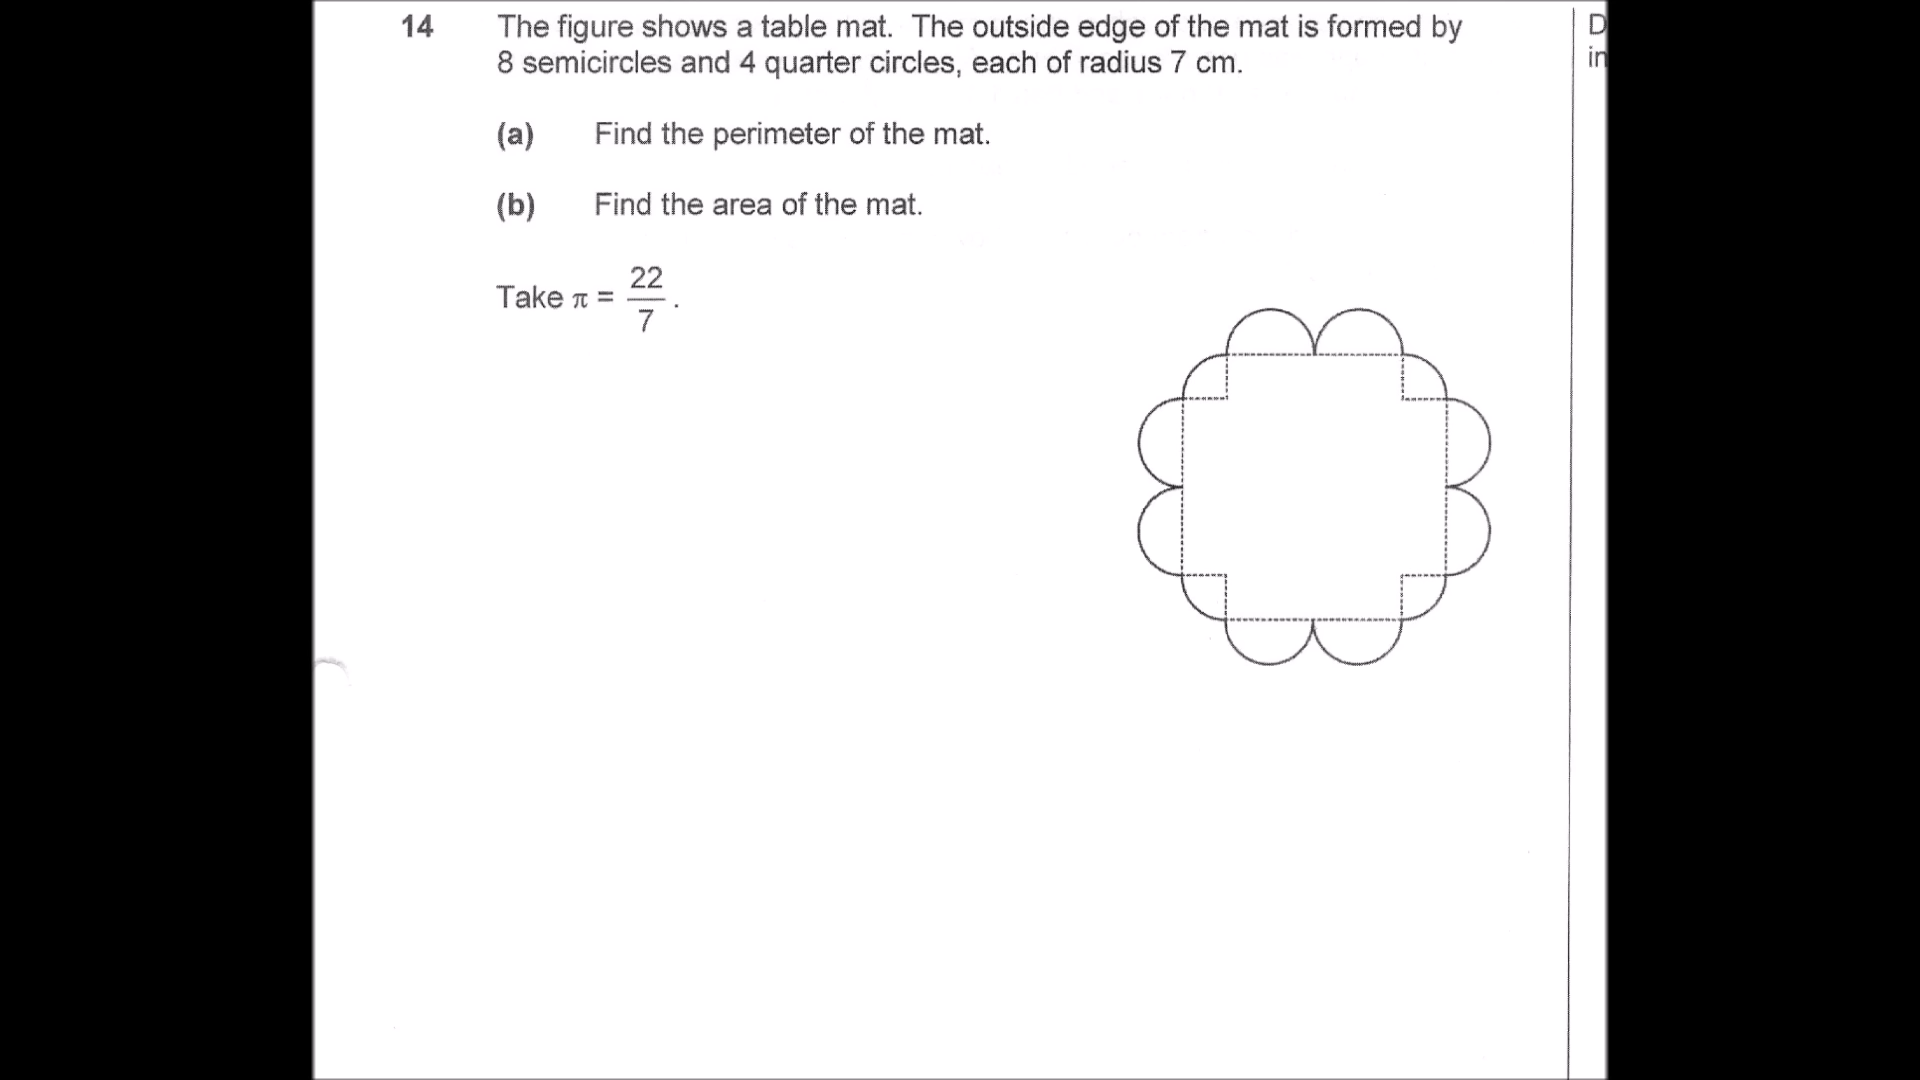 14 The figure shows a table mat. The outside edge of the mat is formed by
8 semicircles and 4 quarter circles, each of radius 7 cm.
(a) Find the perimeter of the mat.
(b) Find the area of the mat.
Take π = 22/7 .
D
in